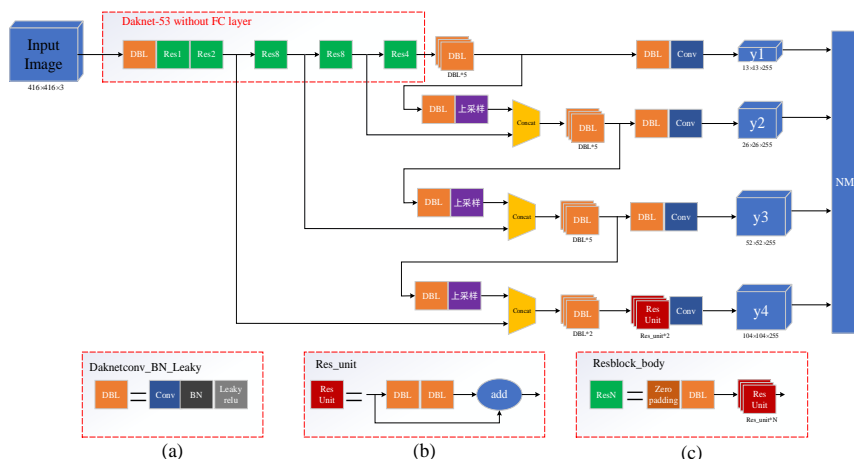 Daknet-53 without FC layer
Input
Image
416×416×3
DBL
Res1
Res2
Res8
Res8
Res4
DBL
DBL*5
DBL
Conv
y1
13×13×255
DBL
上采样
Concat
DBL
DBL*5
DBL
Conv
y2
26×26×255
NM
DBL
上采样
Concat
DBL
DBL*5
DBL
Conv
y3
52×52×255
DBL
上采样
Concat
DBL
DBL*2
Res
Unit
Res_unit*2
Conv
y4
104×104×255
Daknetconv_BN_Leaky
DBL
Conv
BN
Leaky
relu
(a)
Res_unit
Res
Unit
DBL
DBL
add
(b)
Resblock_body
ResN
Zero
padding
DBL
Res
Unit
Res_unit*N
(c)